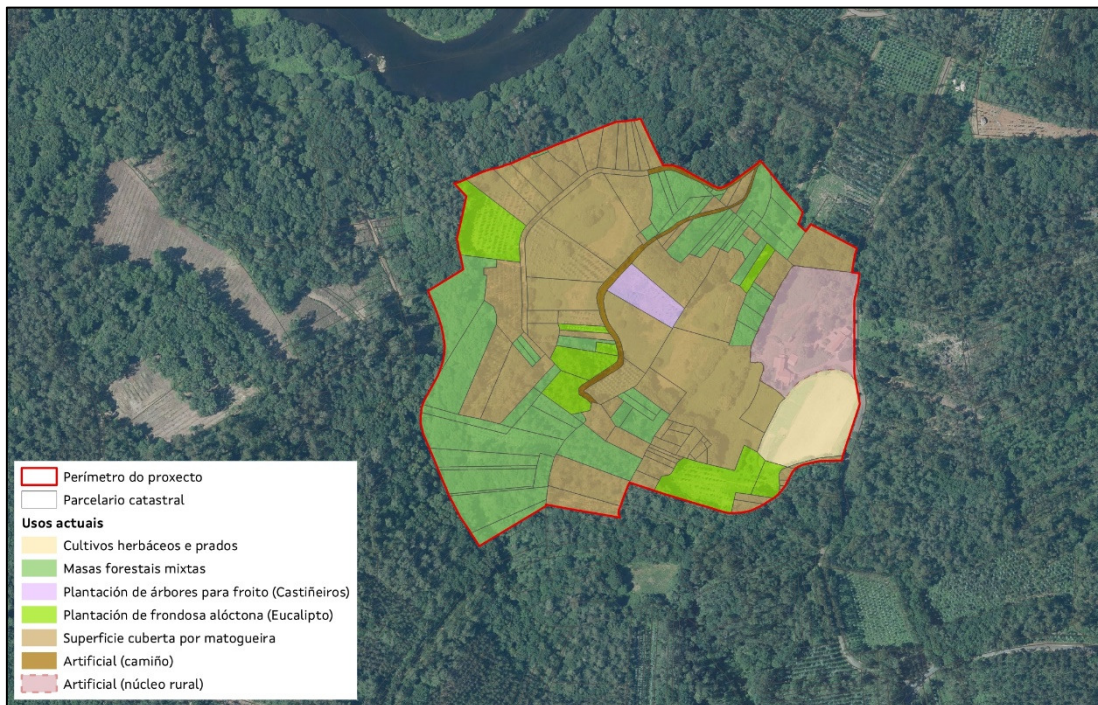 Perímetro do proxecto
Parcelario catastral
Usos actuais
Cultivos herbáceos e prados
Masas forestais mixtas
Plantación de árbores para froito (Castiñeiros)
Plantación de frondosa alóctona (Eucalipto)
Superficie cuberta por matogueira
Artificial (camiño)
Artificial (núcleo rural)